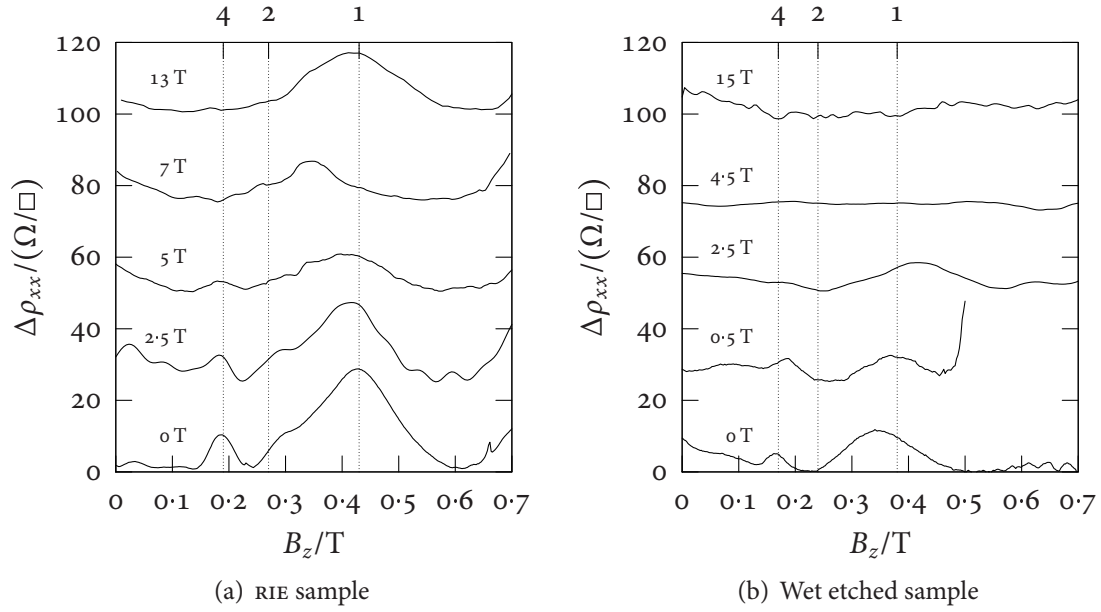 4 2 1
120
100
80
60
40
20
0
Δρxx/(Ω/□)
13 T
7 T
5 T
2·5 T
0 T
0 0·1 0·2 0·3 0·4 0·5 0·6 0·7
Bz/T
(a) RIE sample
4 2 1
120
100
80
60
40
20
0
Δρxx/(Ω/□)
15 T
4·5 T
2·5 T
0·5 T
0 T
0 0·1 0·2 0·3 0·4 0·5 0·6 0·7
Bz/T
(b) Wet etched sample